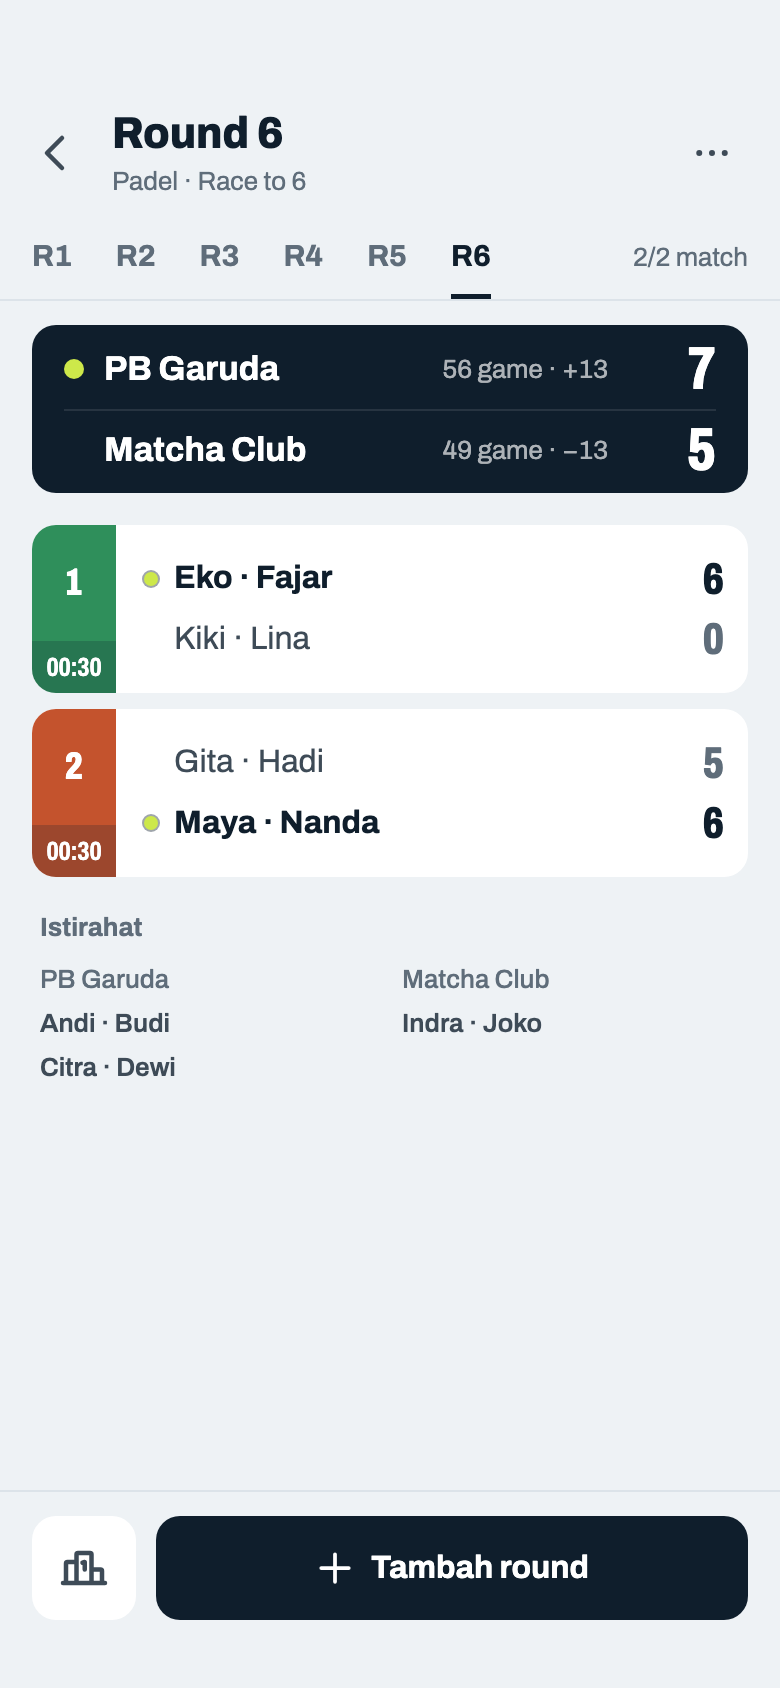 Round 6
Padel · Race to 6
R1 R2 R3 R4 R5 R6 2/2 match
PB Garuda 56 game · +13 7
Matcha Club 49 game · −13 5
1 Eko · Fajar 6
Kiki · Lina 0
00:30
2 Gita · Hadi 5
Maya · Nanda 6
00:30
Istirahat
PB Garuda Matcha Club
Andi · Budi Indra · Joko
Citra · Dewi
Tambah round